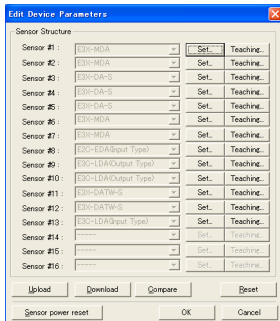 Edit Device Parameters
Sensor Structure
Sensor #1 : E3X-MDA Set... Teaching...
Sensor #2 : E3X-MDA Set... Teaching...
Sensor #3 : E3X-DA-S Set... Teaching...
Sensor #4 : E3X-DA-S Set... Teaching...
Sensor #5 : E3X-DA-S Set... Teaching...
Sensor #6 : E3X-MDA Set... Teaching...
Sensor #7 : E3X-MDA Set... Teaching...
Sensor #8 : E2C-EDA(Input Type) Set... Teaching...
Sensor #9 : E3C-LDA(Output Type) Set... Teaching...
Sensor #10 : E3C-LDA(Output Type) Set... Teaching...
Sensor #11 : E3X-DATW-S Set... Teaching...
Sensor #12 : E3X-DATW-S Set... Teaching...
Sensor #13 : E3C-LDA(Input Type) Set... Teaching...
Sensor #14 : ----- Set... Teaching...
Sensor #15 : ----- Set... Teaching...
Sensor #16 : ----- Set... Teaching...
Upload Download Compare Reset
Sensor power reset OK Cancel